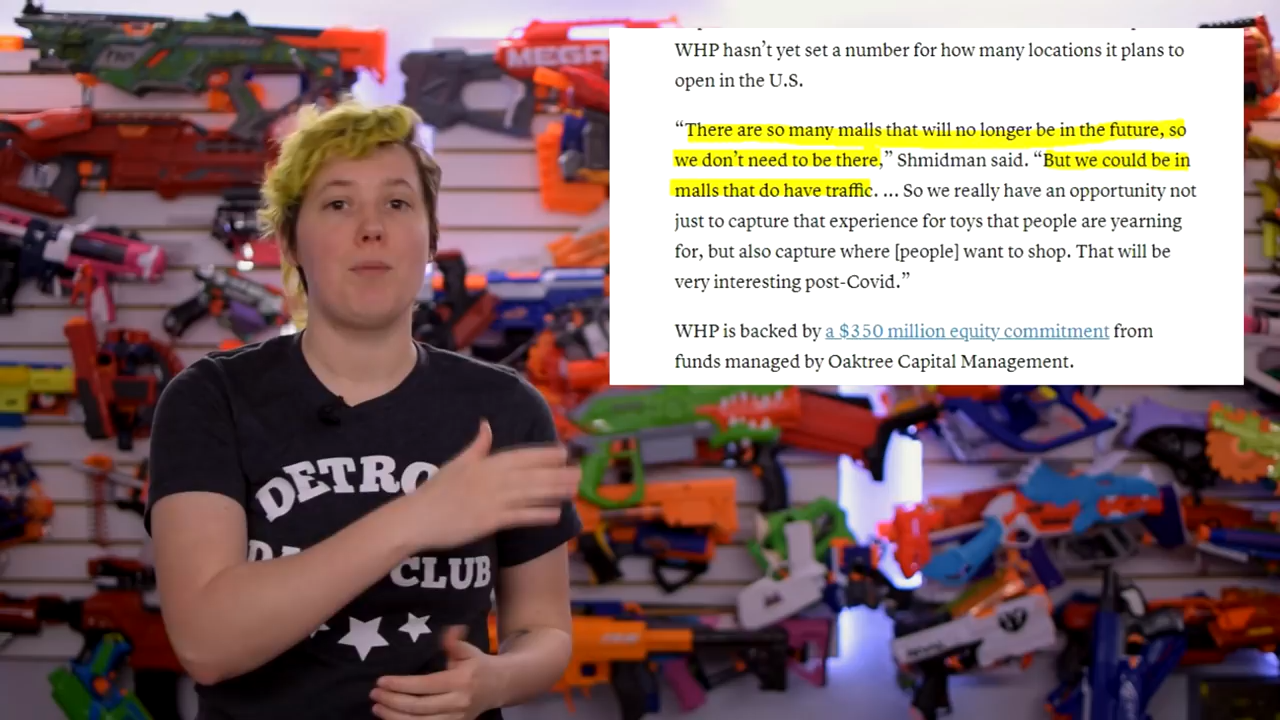 MEGA
WHP hasn’t yet set a number for how many locations it plans to
open in the U.S.
“There are so many malls that will no longer be in the future, so
we don’t need to be there,” Shmidman said. “But we could be in
malls that do have traffic. ... So we really have an opportunity not
just to capture that experience for toys that people are yearning
for, but also capture where [people] want to shop. That will be
very interesting post-Covid.”
WHP is backed by a $350 million equity commitment from
funds managed by Oaktree Capital Management.
DETRO
CLUB